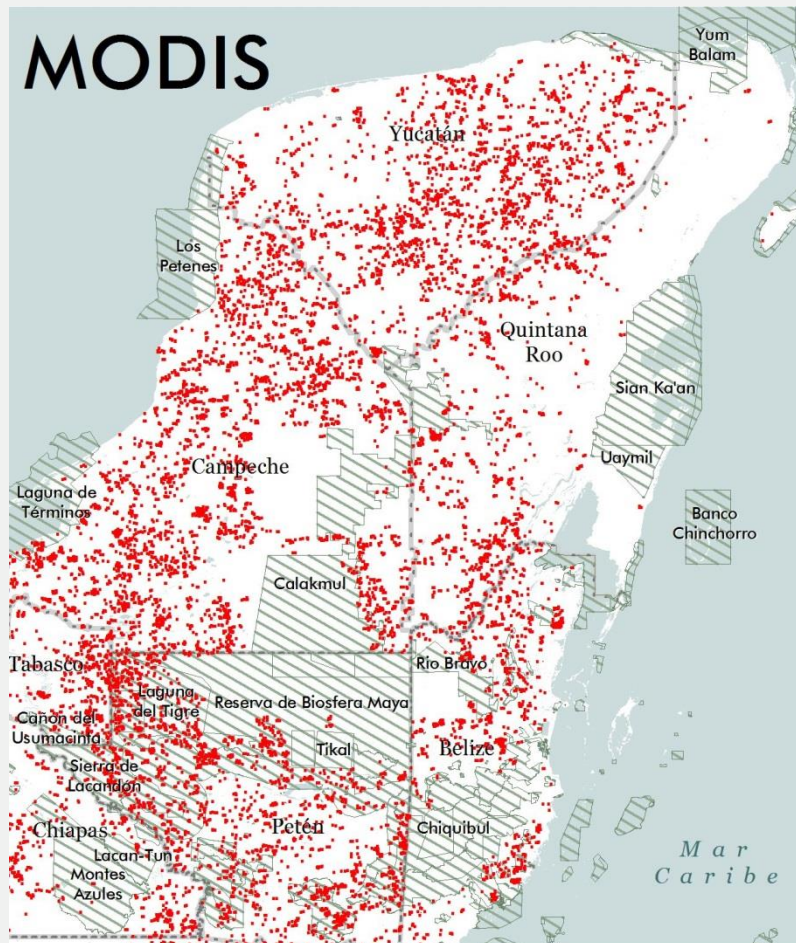 MODIS
Yum
Balam
Yucatán
Los
Petenes
Quintana
Roo
Sian Ka'an
Uaymil
Campeche
Laguna de
Términos
Banco
Chinchorro
Calakmul
Tabasco
Río Bravo
Laguna
del Tigre
Reserva de Biosfera Maya
Cañon del
Usumacinta
Tikal
Belize
Sierra de
Lacandón
Chiapas
Petén
Chiquibul
Lacan-Tun
Montes
Azules
Mar
Caribe